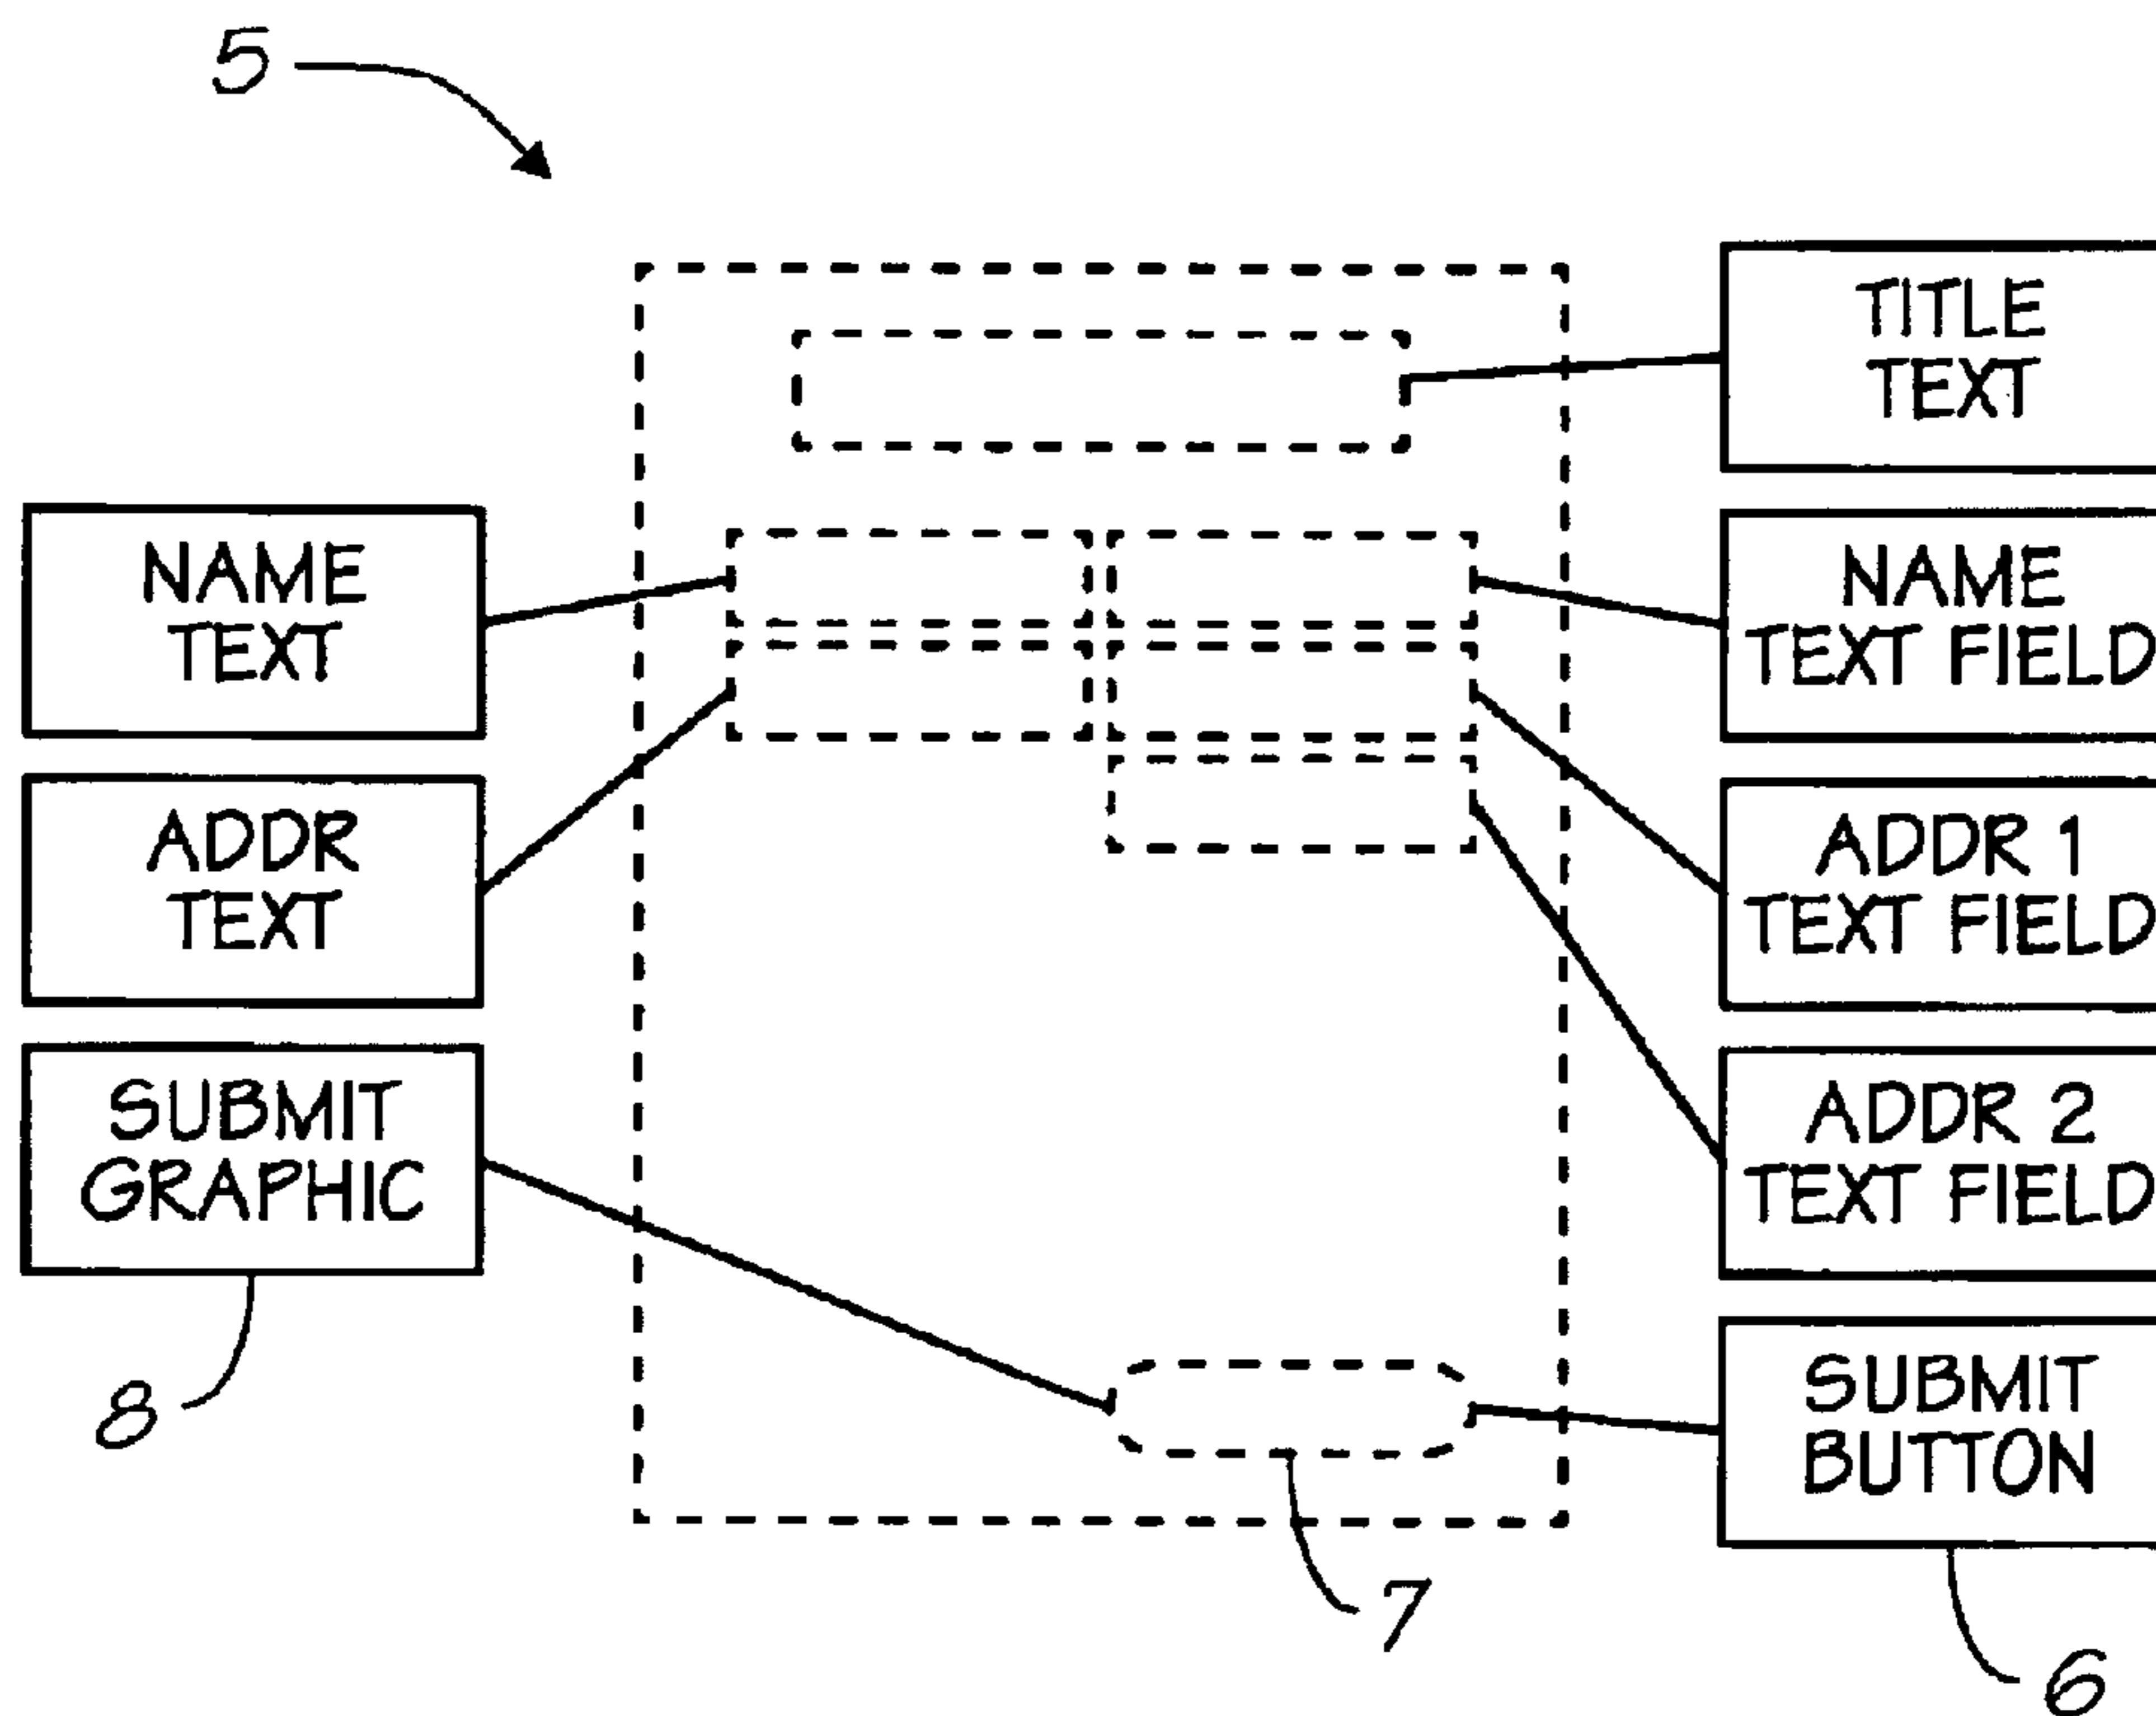 5
TITLE
TEXT
NAME
TEXT
NAME
TEXT FIELD
ADDR
TEXT
ADDR 1
TEXT FIELD
SUBMIT
GRAPHIC
ADDR 2
TEXT FIELD
8
SUBMIT
BUTTON
7
6